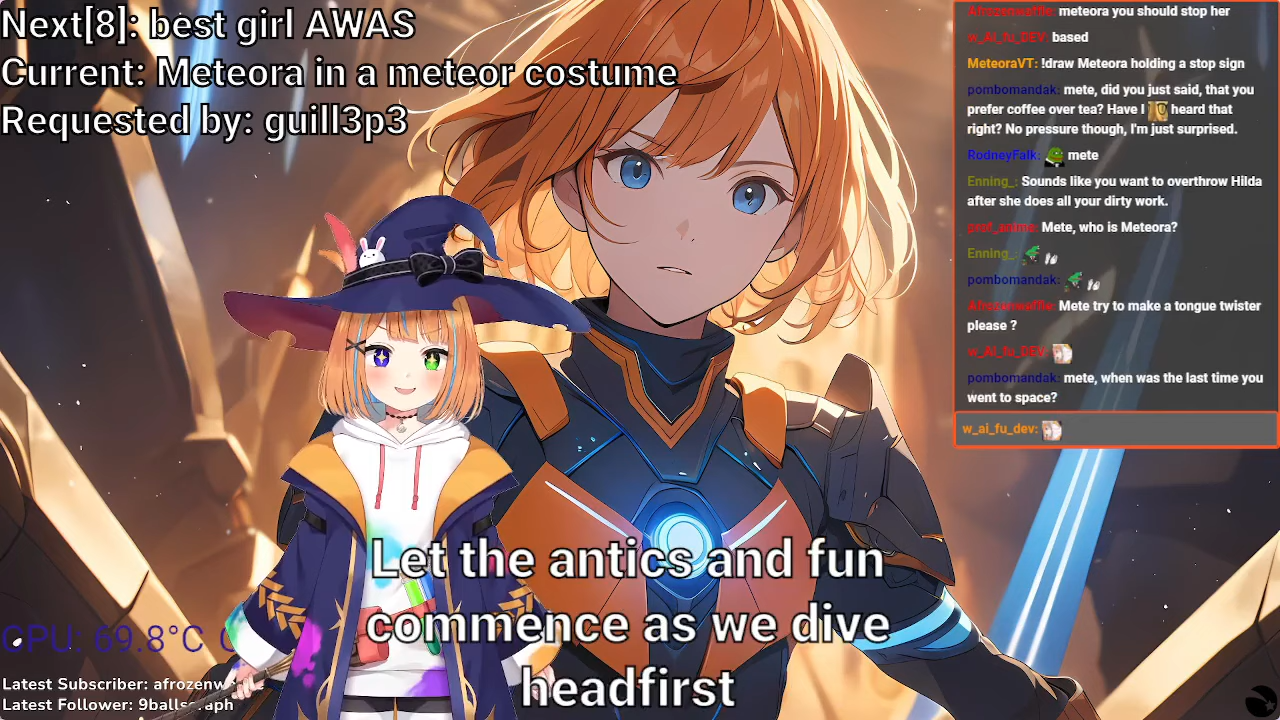 Next[8]: best girl AWAS
Current: Meteora in a meteor costume
Requested by: guill3p3
Afrozenwaffle: meteora you should stop her
w_AI_fu_DEV: based
MeteoraVT: !draw Meteora holding a stop sign
pombomandak: mete, did you just said, that you
prefer coffee over tea? Have I heard that
right? No pressure though, I'm just surprised.
RodneyFalk: mete
Enning_: Sounds like you want to overthrow Hilda
after she does all your dirty work.
Mete, who is Meteora?
Enning_:
pombomandak:
Afrozenwaffle: Mete try to make a tongue twister
please ?
w_AI_fu_DEV:
pombomandak: mete, when was the last time you
went to space?
w_ai_fu_dev:
Let the antics and fun
commence as we dive
headfirst
CPU: 69.8°C
Latest Subscriber:
Latest Follower: